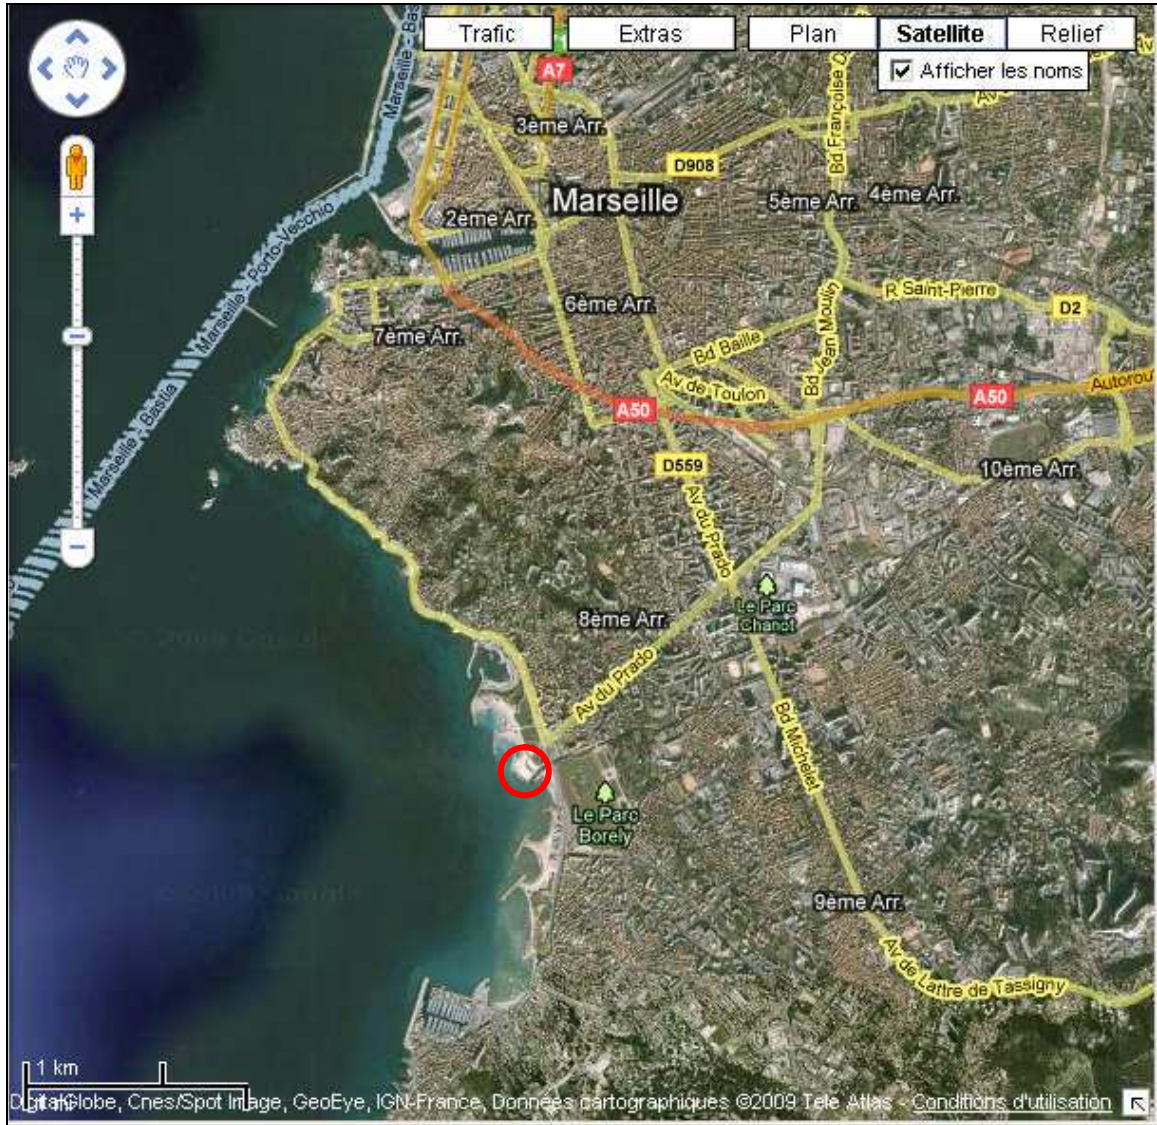 Trafic
Extras
Plan
Satellite
Relief
Afficher les noms
A7
Marseille - Bas
3ème Arr.
Bd Françoise D
Av
D908
Marseille
5ème Arr.
4ème Arr.
2ème Arr.
Marseille - Porto-Vecchio
R Saint-Pierre
6ème Arr.
D2
7ème Arr.
Bd Baille
Bd Jean Moulin
Av de Toulon
Marseille - Bastia
A50
A50
Autorou
D559
10ème Arr.
Av du Prado
Le Parc
Chanot
8ème Arr.
Av du Prado
Bd Michelet
Le Parc
Borely
9ème Arr.
Av de Lattre de Tassigny
1 km
DigitalGlobe, Cnes/Spot Image, GeoEye, IGN-France, Données cartographiques ©2009 Tele Atlas - Conditions d'utilisation